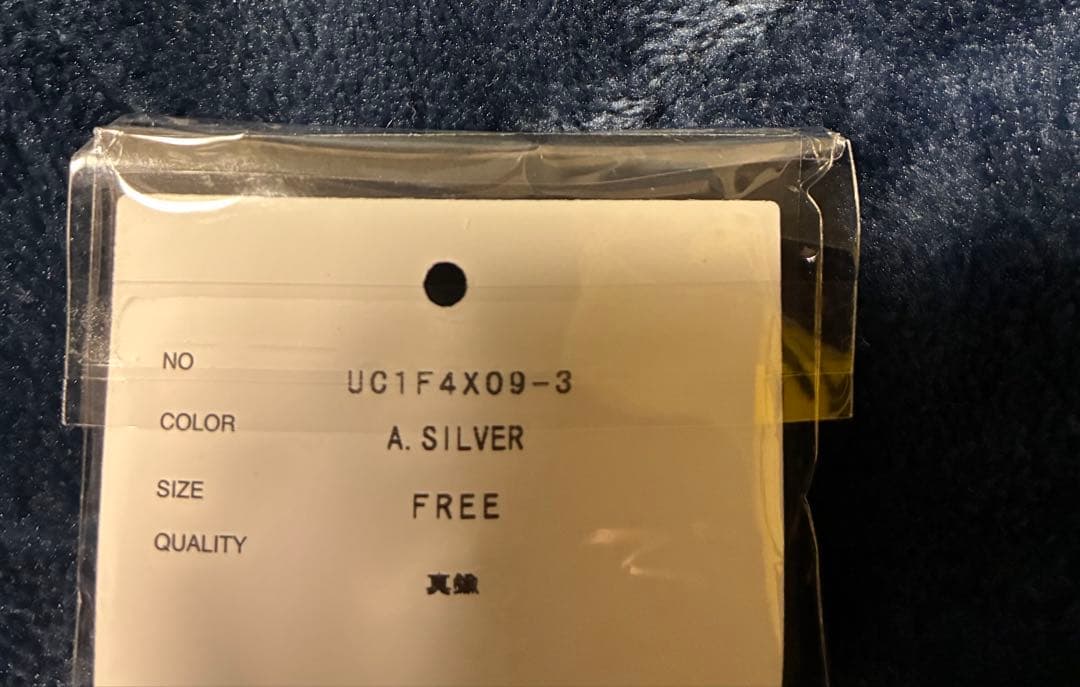 NO UC1F4X09-3
COLOR A.SILVER
SIZE FREE
QUALITY 真鍮